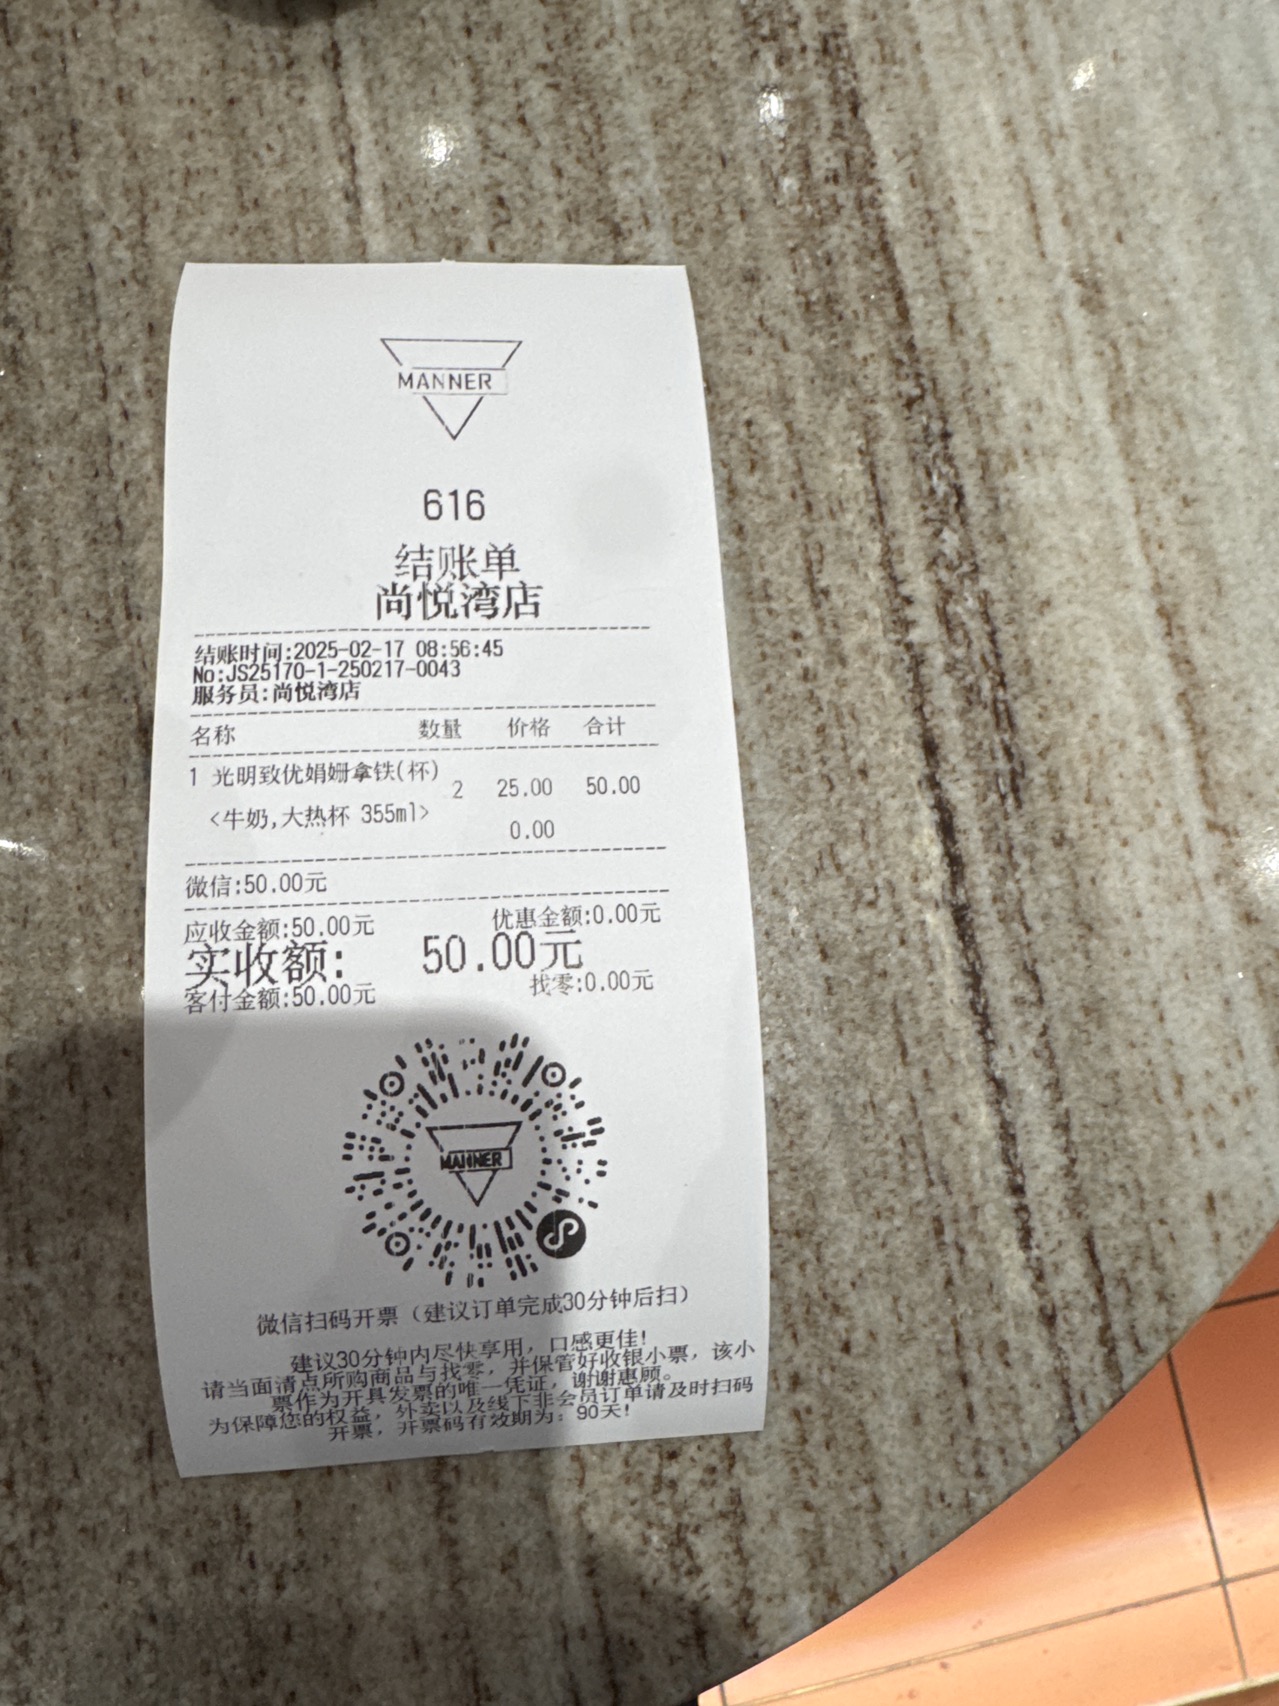 MANNER
616
结账单
尚悦湾店
结账时间:2025-02-17 08:56:45
No:JS25170-1-250217-0043
服务员:尚悦湾店
名称 数量 价格 合计
1 光明致优娟姗拿铁(杯) 2 25.00 50.00
<牛奶,大热杯 355ml> 0.00
微信:50.00元
应收金额:50.00元 优惠金额:0.00元
实收额: 50.00元
客付金额:50.00元 找零:0.00元
MANNER
微信扫码开票（建议订单完成30分钟后扫）
建议30分钟内尽快享用，口感更佳!
请当面清点所购商品与找零，并保管好收银小票，该小
票作为开具发票的唯一凭证，谢谢惠顾。
为保障您的权益，外卖以及线下非会员订单请及时扫码
开票，开票码有效期为：90天!